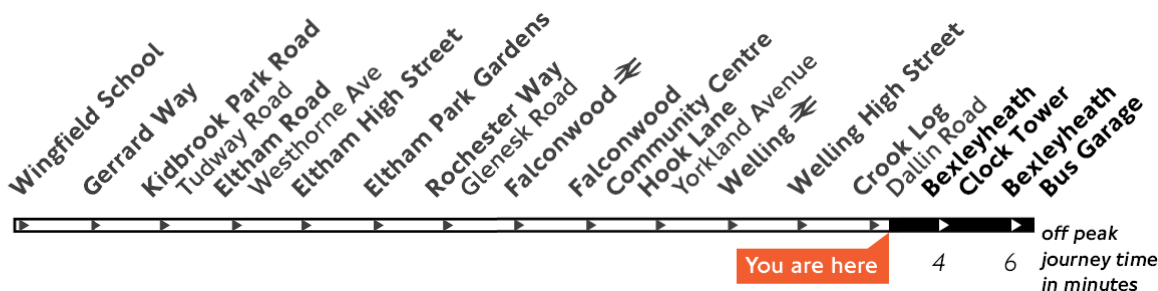 Wingfield School
Gerrard Way
Kidbrook Park Road
Tudway Road
Eltham Road
Westhorne Ave
Eltham High Street
Eltham Park Gardens
Rochester Way
Glenesk Road
Falconwood
Falconwood
Community Centre
Hook Lane
Yorkland Avenue
Welling
Welling High Street
Crook Log
Dallin Road
Bexleyheath
Clock Tower
Bexleyheath
Bus Garage
You are here
4
6
off peak
journey time
in minutes